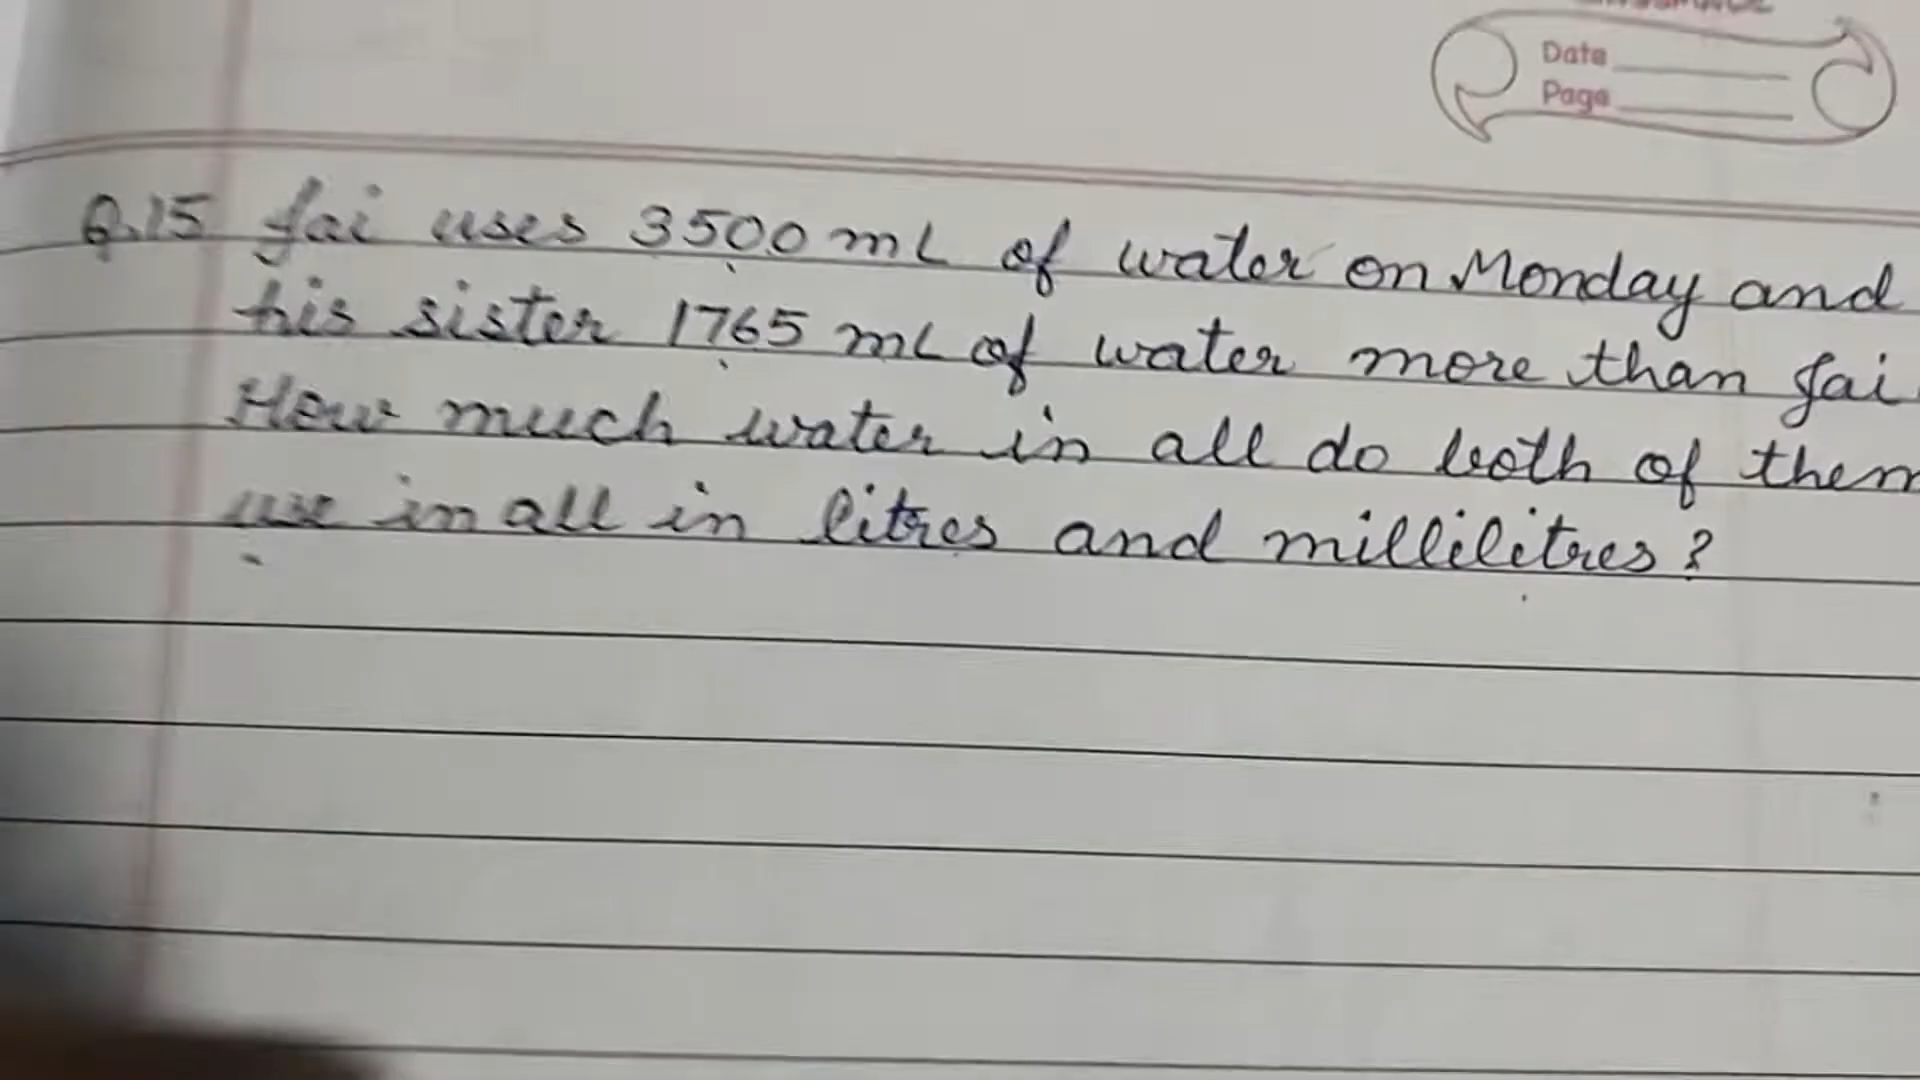 Date
Page
Q.15 Jai uses 3500 mL of water on Monday and
his sister 1765 mL of water more than Jai.
How much water in all do both of them
use in all in litres and millilitres?